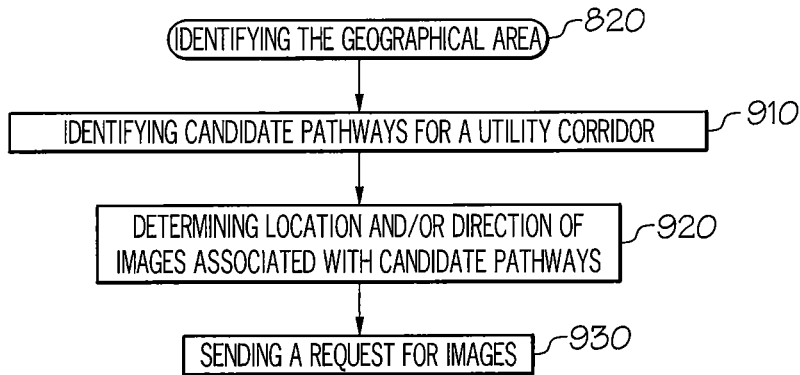 IDENTIFYING THE GEOGRAPHICAL AREA
820
IDENTIFYING CANDIDATE PATHWAYS FOR A UTILITY CORRIDOR
910
DETERMINING LOCATION AND/OR DIRECTION OF
IMAGES ASSOCIATED WITH CANDIDATE PATHWAYS
920
SENDING A REQUEST FOR IMAGES
930